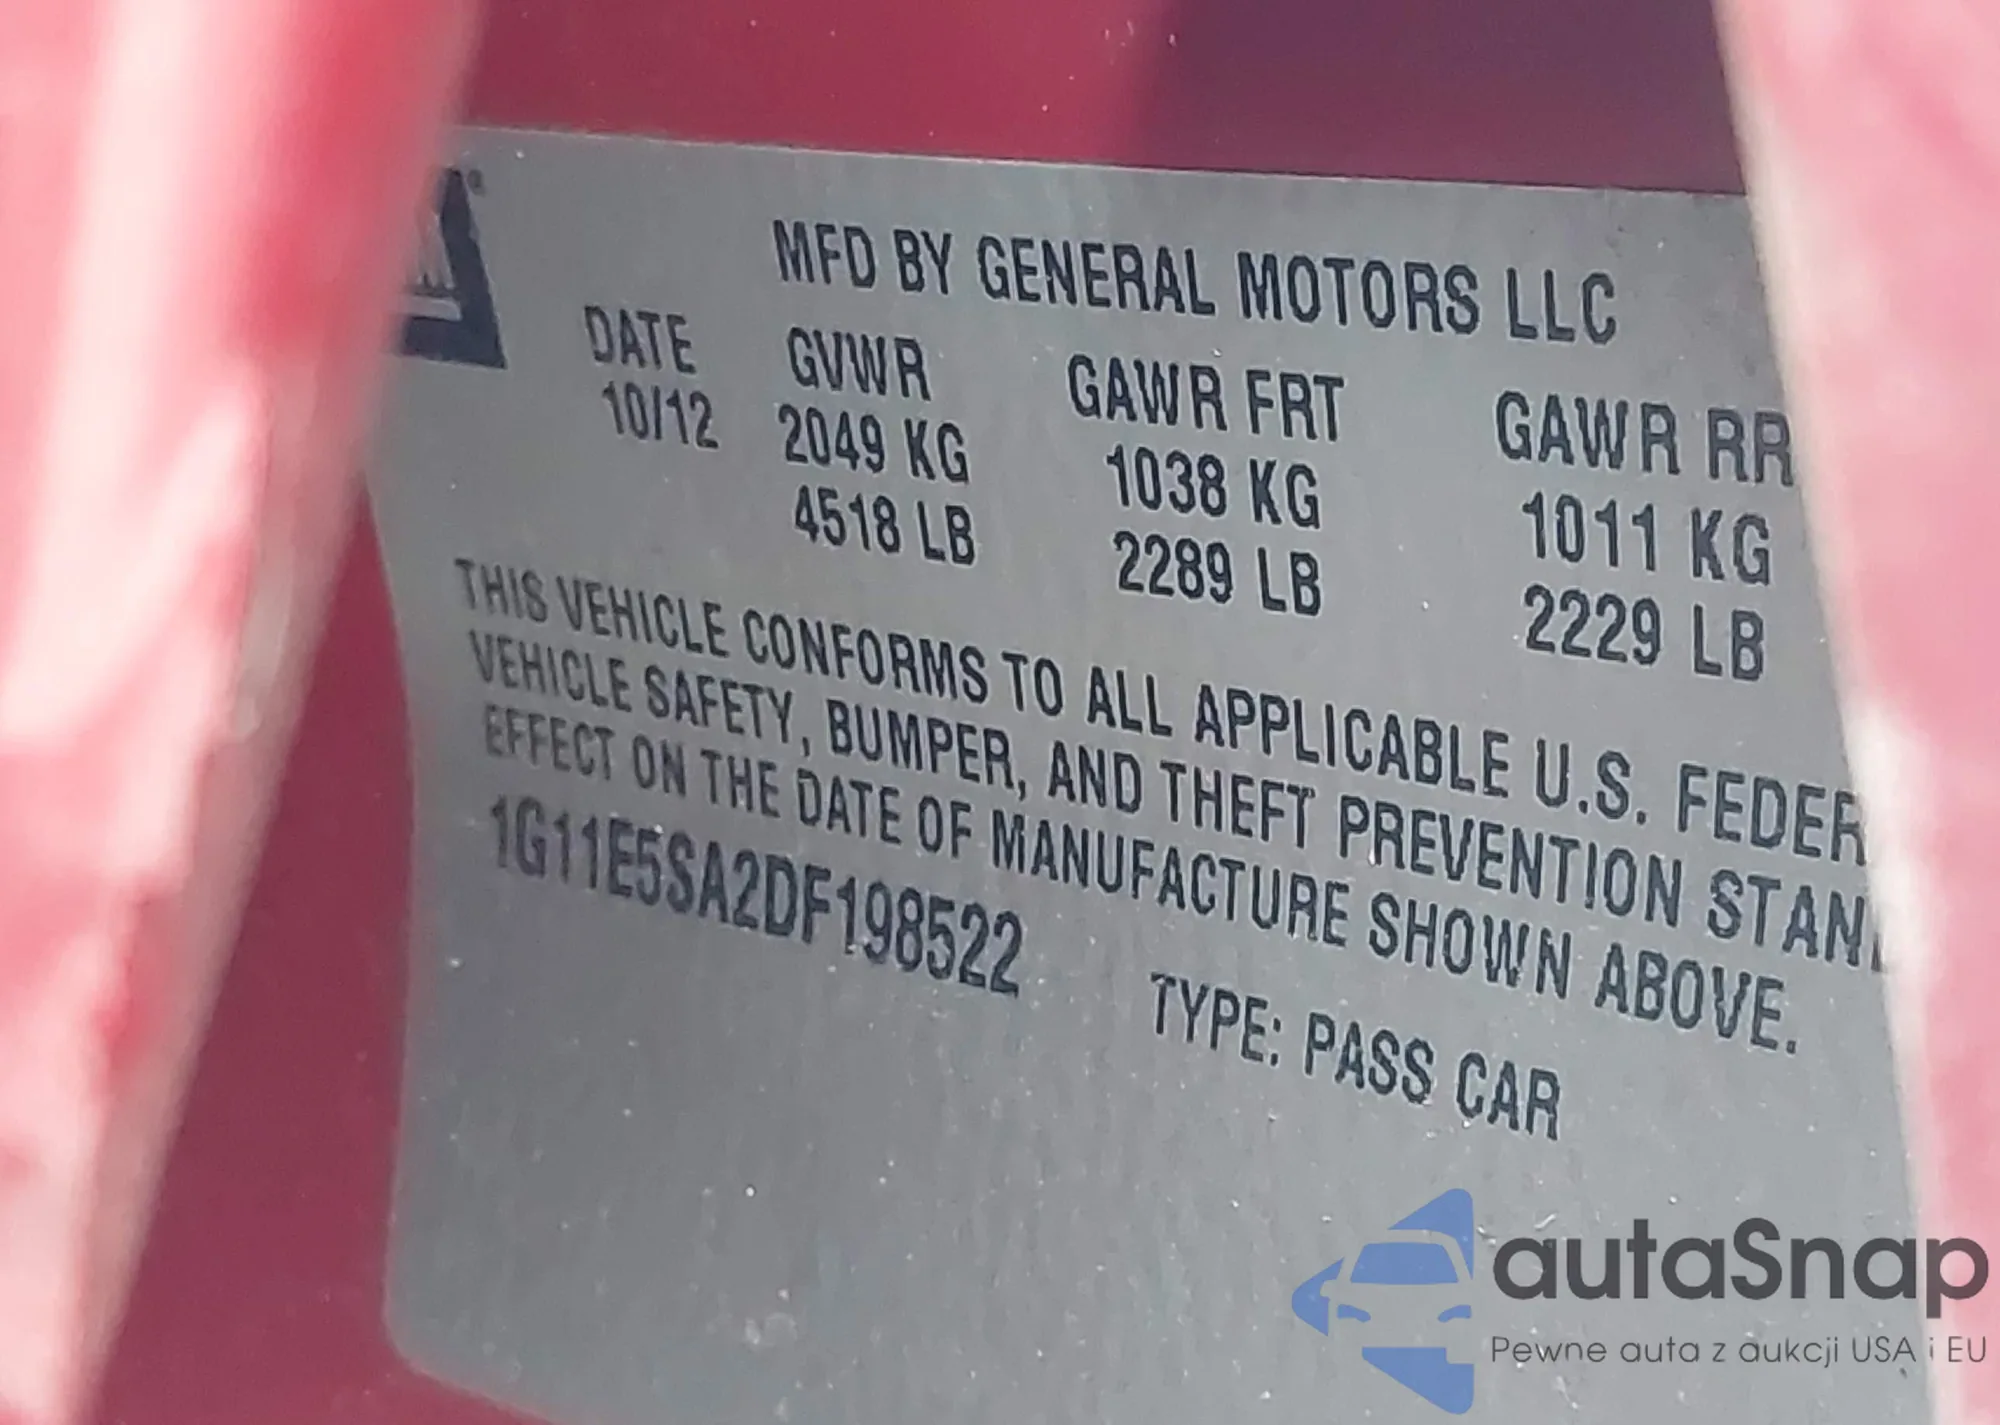 MFD BY GENERAL MOTORS LLC
DATE GVWR GAWR FRT GAWR RR
10/12 2049 KG 1038 KG 1011 KG
4518 LB 2289 LB 2229 LB
THIS VEHICLE CONFORMS TO ALL APPLICABLE U.S. FEDER
VEHICLE SAFETY, BUMPER, AND THEFT PREVENTION STAN
EFFECT ON THE DATE OF MANUFACTURE SHOWN ABOVE.
1G11E5SA2DF198522 TYPE: PASS CAR
autaSnap
Pewne auta z aukcji USA i EU